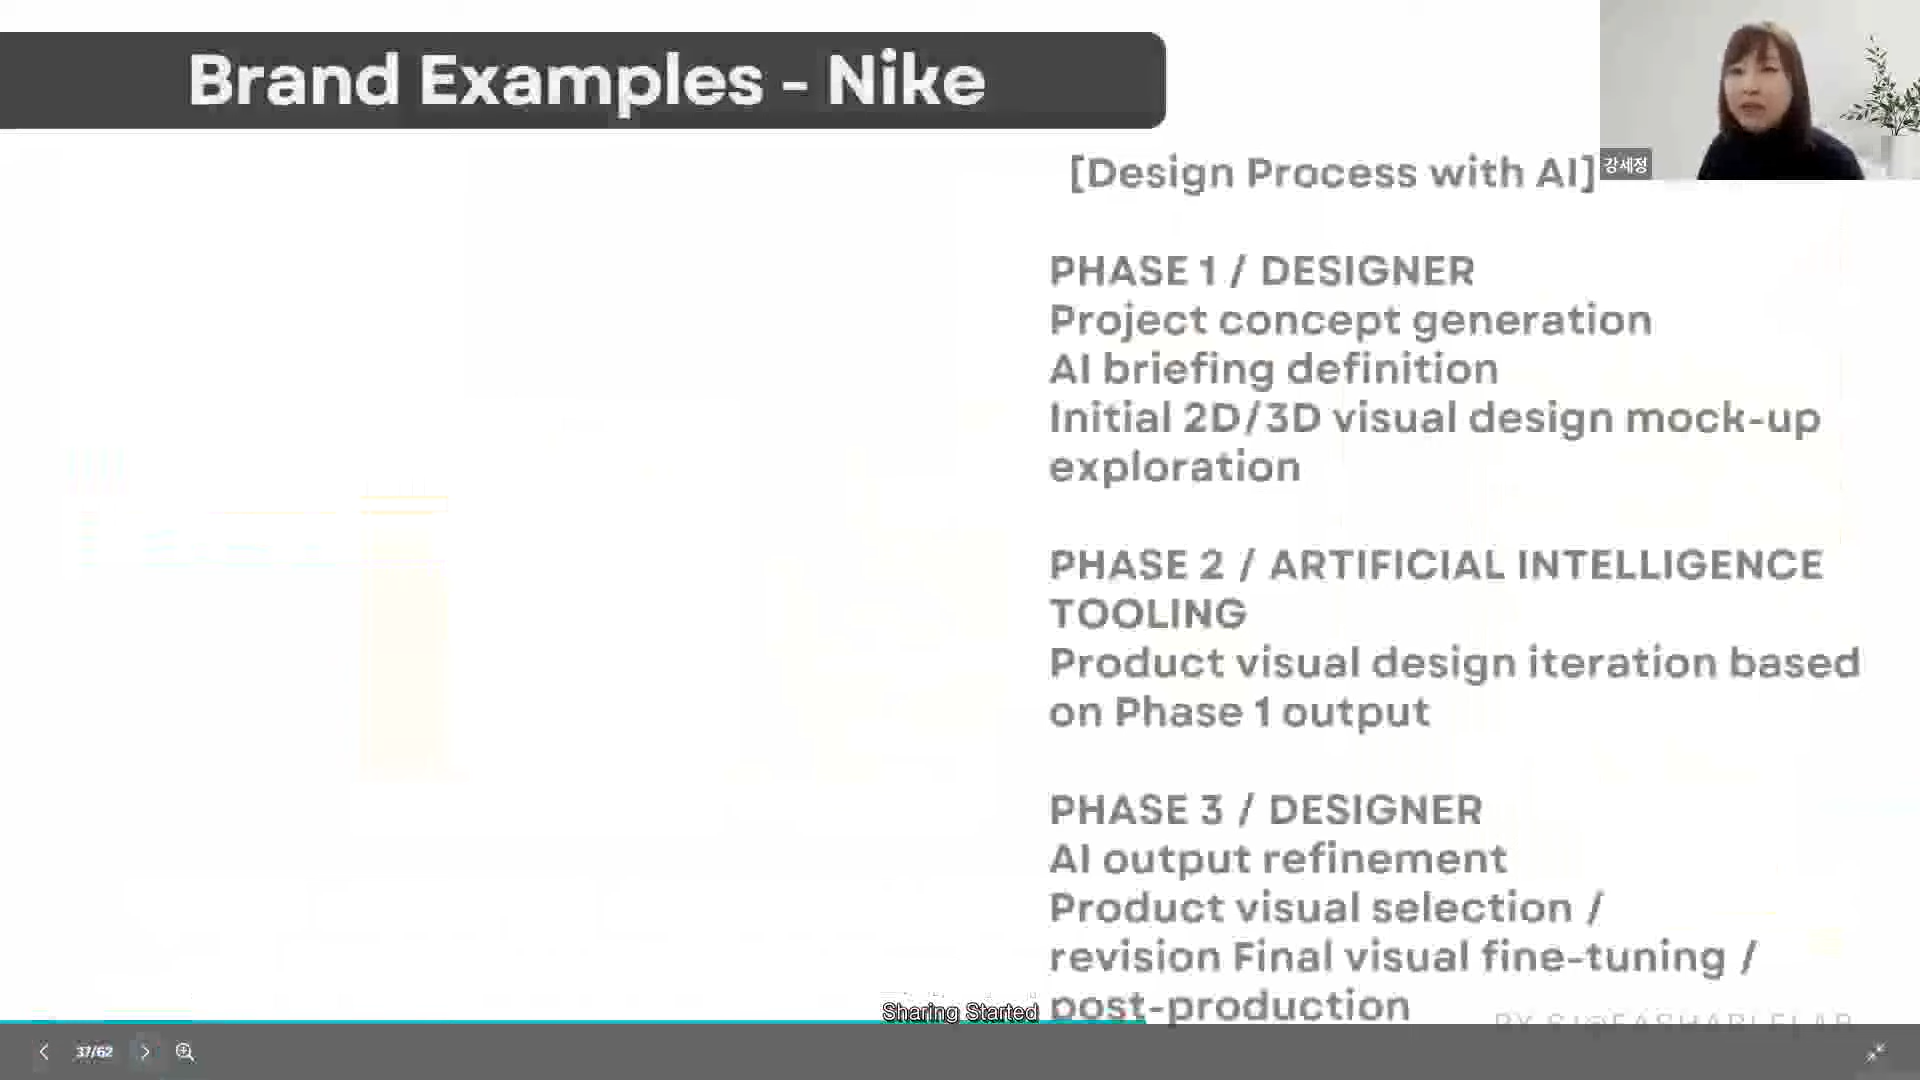 Brand Examples - Nike
강세정
[Design Process with AI]
PHASE 1 / DESIGNER
Project concept generation
AI briefing definition
Initial 2D/3D visual design mock-up
exploration
PHASE 2 / ARTIFICIAL INTELLIGENCE
TOOLING
Product visual design iteration based
on Phase 1 output
PHASE 3 / DESIGNER
AI output refinement
Product visual selection /
revision Final visual fine-tuning /
post-production
Sharing Started
BY SJ@FASHABLELAB
37/62